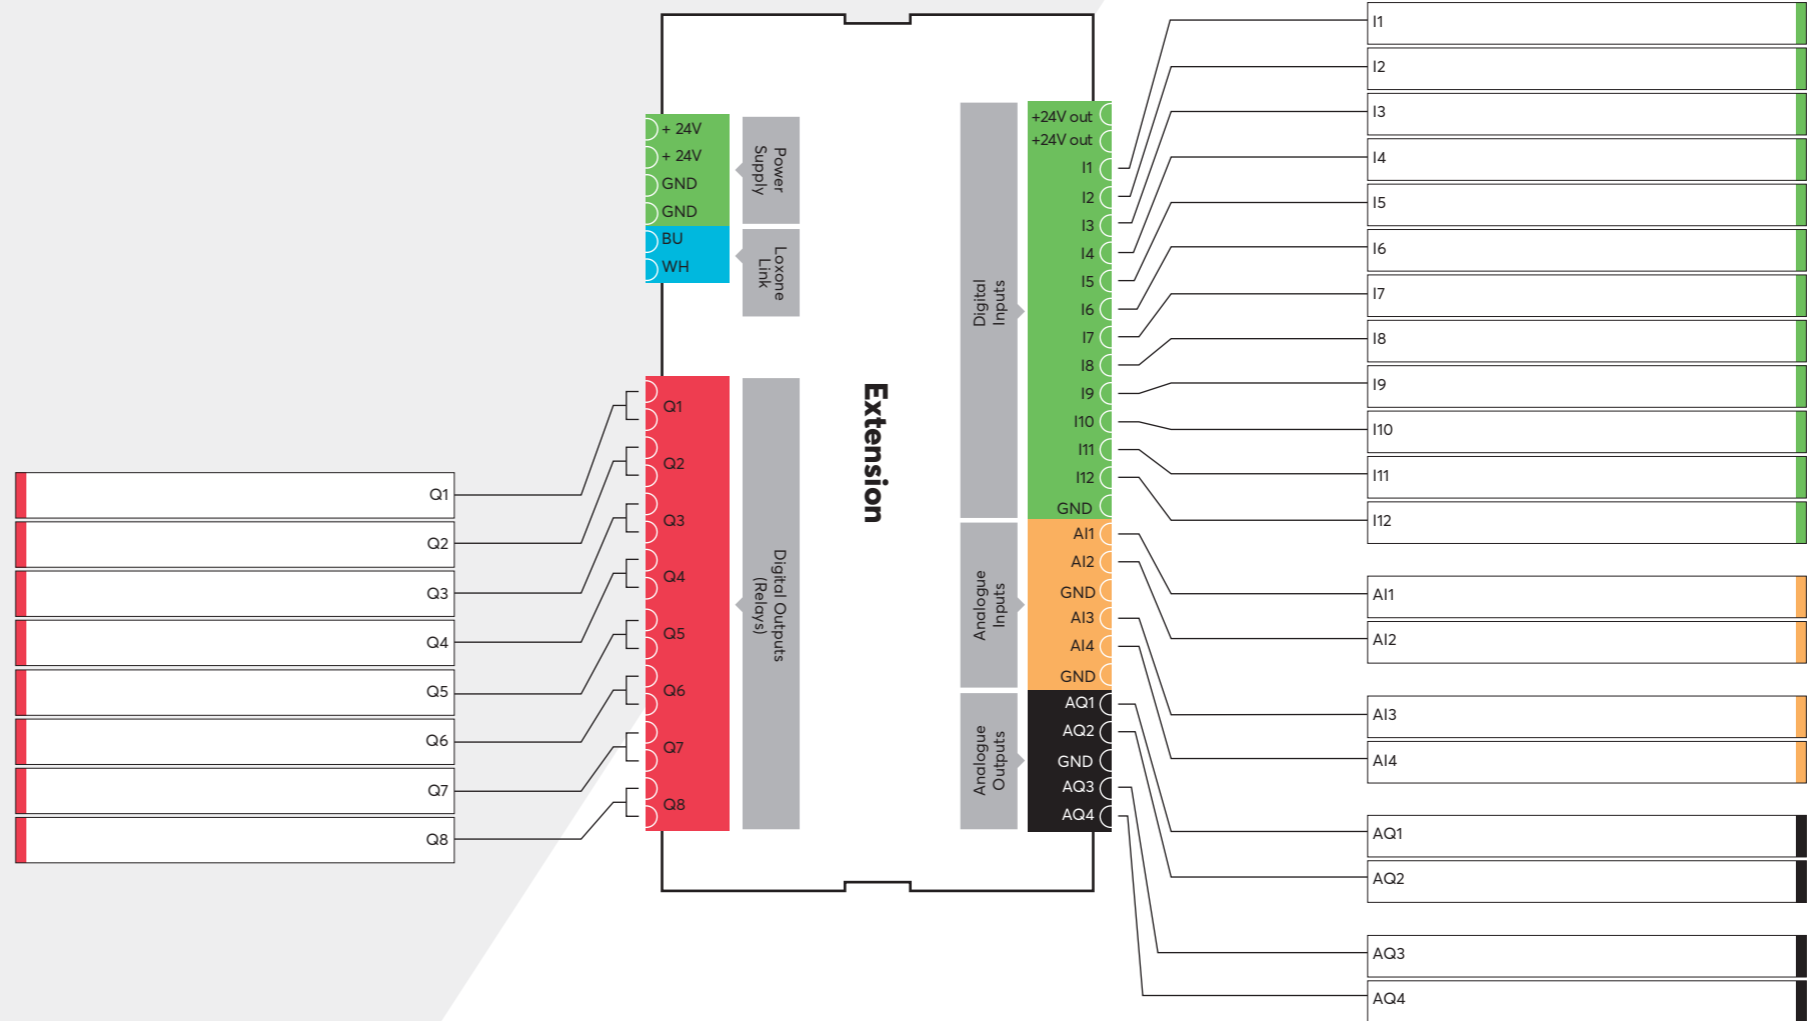 + 24V
+ 24V
GND
GND
BU
WH
Power
Supply
Loxone
Link
Q1
Q2
Q3
Q4
Q5
Q6
Q7
Q8
Digital Outputs
(Relays)
Q1
Q2
Q3
Q4
Q5
Q6
Q7
Q8
Extension
Digital
Inputs
Analogue
Inputs
Analogue
Outputs
+24V out
+24V out
I1
I2
I3
I4
I5
I6
I7
I8
I9
I10
I11
I12
GND
AI1
AI2
GND
AI3
AI4
GND
AQ1
AQ2
GND
AQ3
AQ4
I1
I2
I3
I4
I5
I6
I7
I8
I9
I10
I11
I12
AI1
AI2
AI3
AI4
AQ1
AQ2
AQ3
AQ4